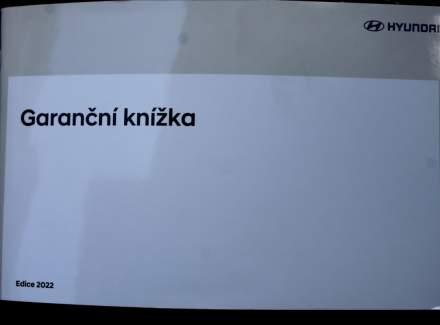 HYUNDAI
Garanční knížka
Edice 2022